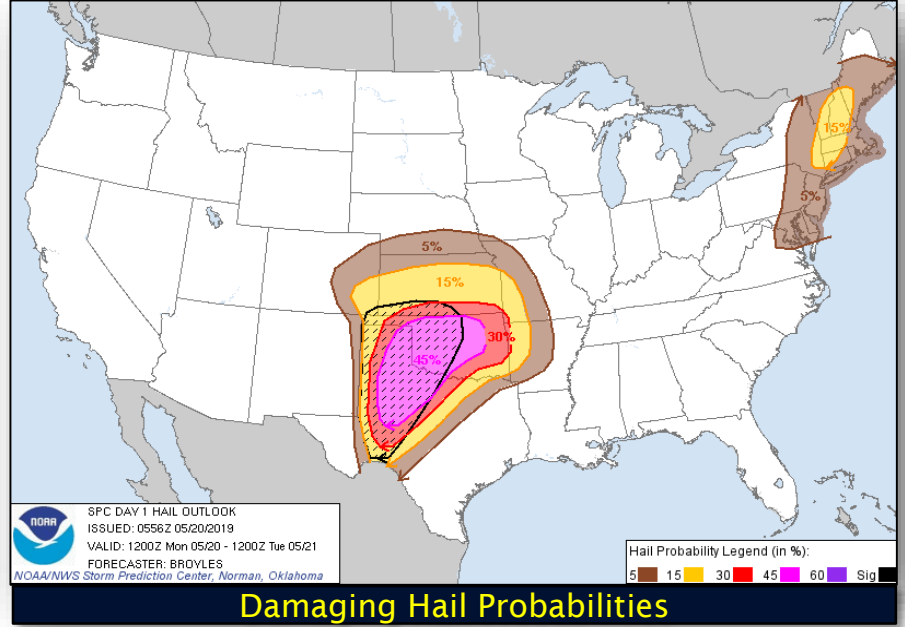 15%
5%
5%
15%
30%
45%
NOAA
SPC DAY 1 HAIL OUTLOOK
ISSUED: 0556Z 05/20/2019
VALID: 1200Z Mon 05/20 - 1200Z Tue 05/21
FORECASTER: BROYLES
NOAA/NWS Storm Prediction Center, Norman, Oklahoma
Hail Probability Legend (in %):
5 15 30 45 60 Sig
Damaging Hail Probabilities